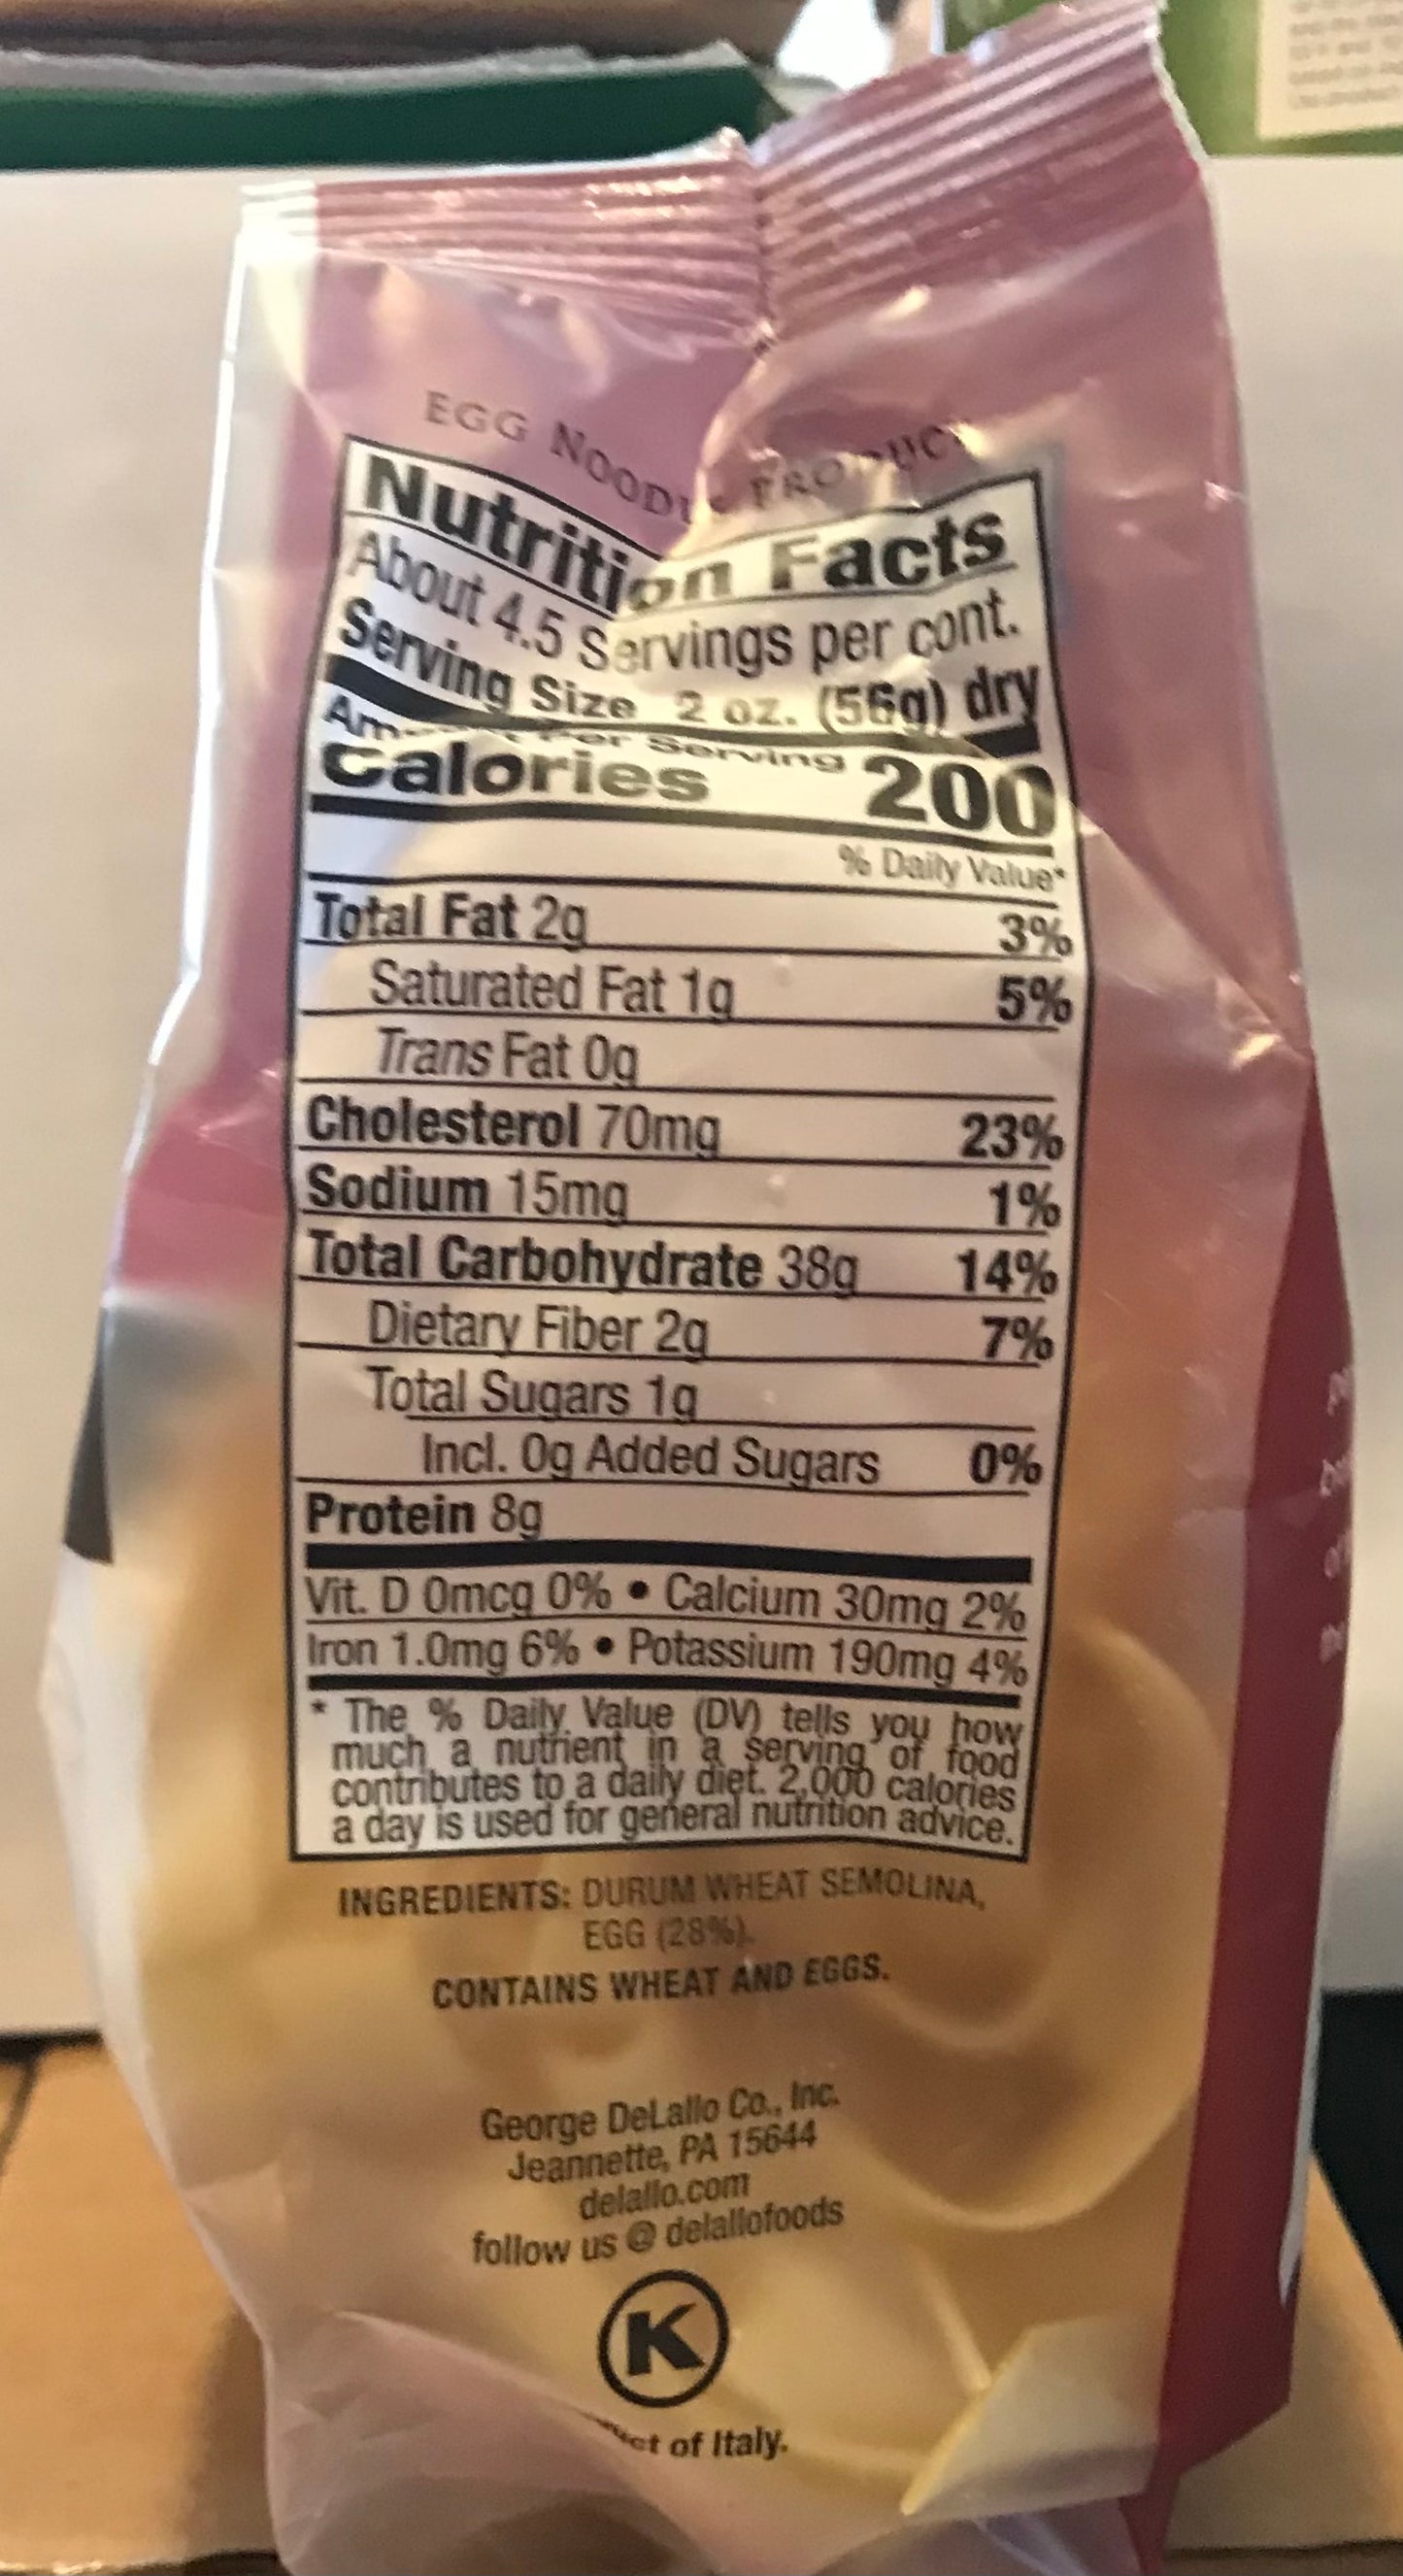 EGG NOODLE PRODUCT
Nutrition Facts
About 4.5 Servings per cont.
Serving Size 2 oz. (56g) dry
Amount Per Serving
Calories 200
% Daily Value*
Total Fat 2g 3%
Saturated Fat 1g 5%
Trans Fat 0g
Cholesterol 70mg 23%
Sodium 15mg 1%
Total Carbohydrate 38g 14%
Dietary Fiber 2g 7%
Total Sugars 1g
Incl. 0g Added Sugars 0%
Protein 8g
Vit. D 0mcg 0% • Calcium 30mg 2%
Iron 1.0mg 6% • Potassium 190mg 4%
* The % Daily Value (DV) tells you how
much a nutrient in a serving of food
contributes to a daily diet. 2,000 calories
a day is used for general nutrition advice.
INGREDIENTS: DURUM WHEAT SEMOLINA,
EGG (28%).
CONTAINS WHEAT AND EGGS.
George DeLallo Co., Inc.
Jeannette, PA 15644
delallo.com
follow us @ delallofoods
K
of Italy.